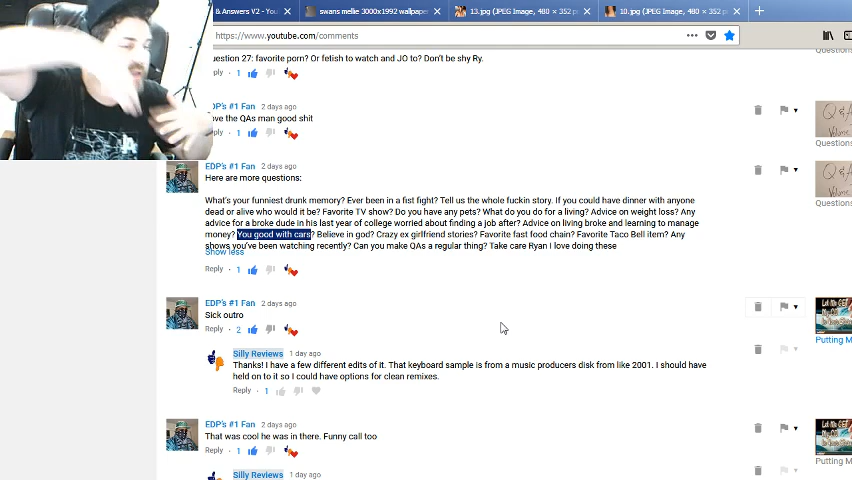 & Answers V2 - YouTube
swans mellie 3000x1992 wallpaper
13.jpg (JPEG Image, 480 × 352 p
10.jpg (JPEG Image, 480 × 352 p
https://www.youtube.com/comments
uestion 27: favorite porn? Or fetish to watch and JO to? Don't be shy Ry.
ply · 1
Questions
DP's #1 Fan 2 days ago
ove the QAs man good shit
ply · 1
Q & A
Questions
EDP's #1 Fan 2 days ago
Here are more questions:
Q & A
Questions
What's your funniest drunk memory? Ever been in a fist fight? Tell us the whole fuckin story. If you could have dinner with anyone
dead or alive who would it be? Favorite TV show? Do you have any pets? What do you do for a living? Advice on weight loss? Any
advice for a broke dude in his last year of college worried about finding a job after? Advice on living broke and learning to manage
money? You good with cars? Believe in god? Crazy ex girlfriend stories? Favorite fast food chain? Favorite Taco Bell item? Any
shows you've been watching recently? Can you make QAs a regular thing? Take care Ryan I love doing these
Show less
Reply · 1
EDP's #1 Fan 2 days ago
Sick outro
Reply · 2
Putting M
Silly Reviews 1 day ago
Thanks! I have a few different edits of it. That keyboard sample is from a music producers disk from like 2001. I should have
held on to it so I could have options for clean remixes.
Reply · 1
EDP's #1 Fan 2 days ago
That was cool he was in there. Funny call too
Reply · 1
Putting M
Silly Reviews 1 day ago